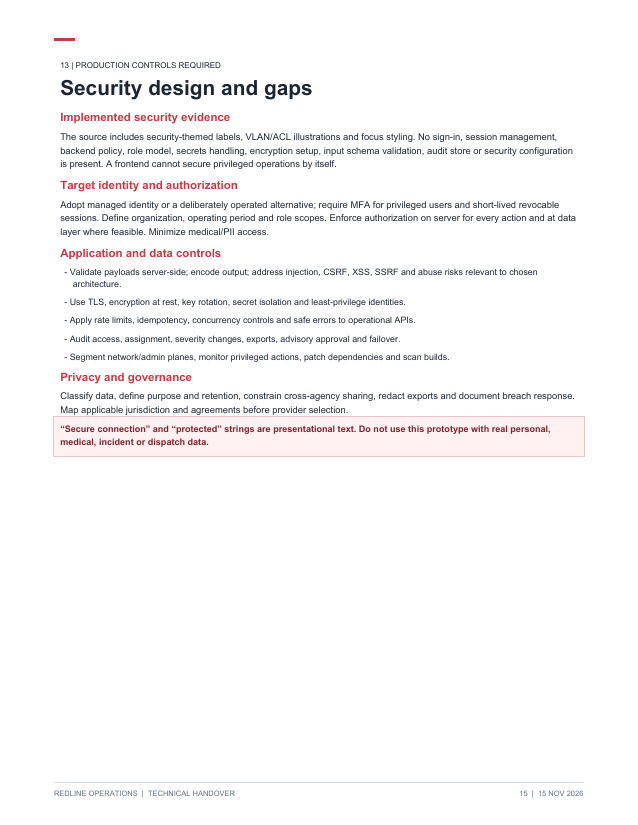 13 | PRODUCTION CONTROLS REQUIRED
Security design and gaps
Implemented security evidence
The source includes security-themed labels, VLAN/ACL illustrations and focus styling. No sign-in, session management,
backend policy, role model, secrets handling, encryption setup, input schema validation, audit store or security configuration
is present. A frontend cannot secure privileged operations by itself.
Target identity and authorization
Adopt managed identity or a deliberately operated alternative; require MFA for privileged users and short-lived revocable
sessions. Define organization, operating period and role scopes. Enforce authorization on server for every action and at data
layer where feasible. Minimize medical/PII access.
Application and data controls
- Validate payloads server-side; encode output; address injection, CSRF, XSS, SSRF and abuse risks relevant to chosen
architecture.
- Use TLS, encryption at rest, key rotation, secret isolation and least-privilege identities.
- Apply rate limits, idempotency, concurrency controls and safe errors to operational APIs.
- Audit access, assignment, severity changes, exports, advisory approval and failover.
- Segment network/admin planes, monitor privileged actions, patch dependencies and scan builds.
Privacy and governance
Classify data, define purpose and retention, constrain cross-agency sharing, redact exports and document breach response.
Map applicable jurisdiction and agreements before provider selection.
“Secure connection” and “protected” strings are presentational text. Do not use this prototype with real personal,
medical, incident or dispatch data.
REDLINE OPERATIONS | TECHNICAL HANDOVER
15 | 15 NOV 2026